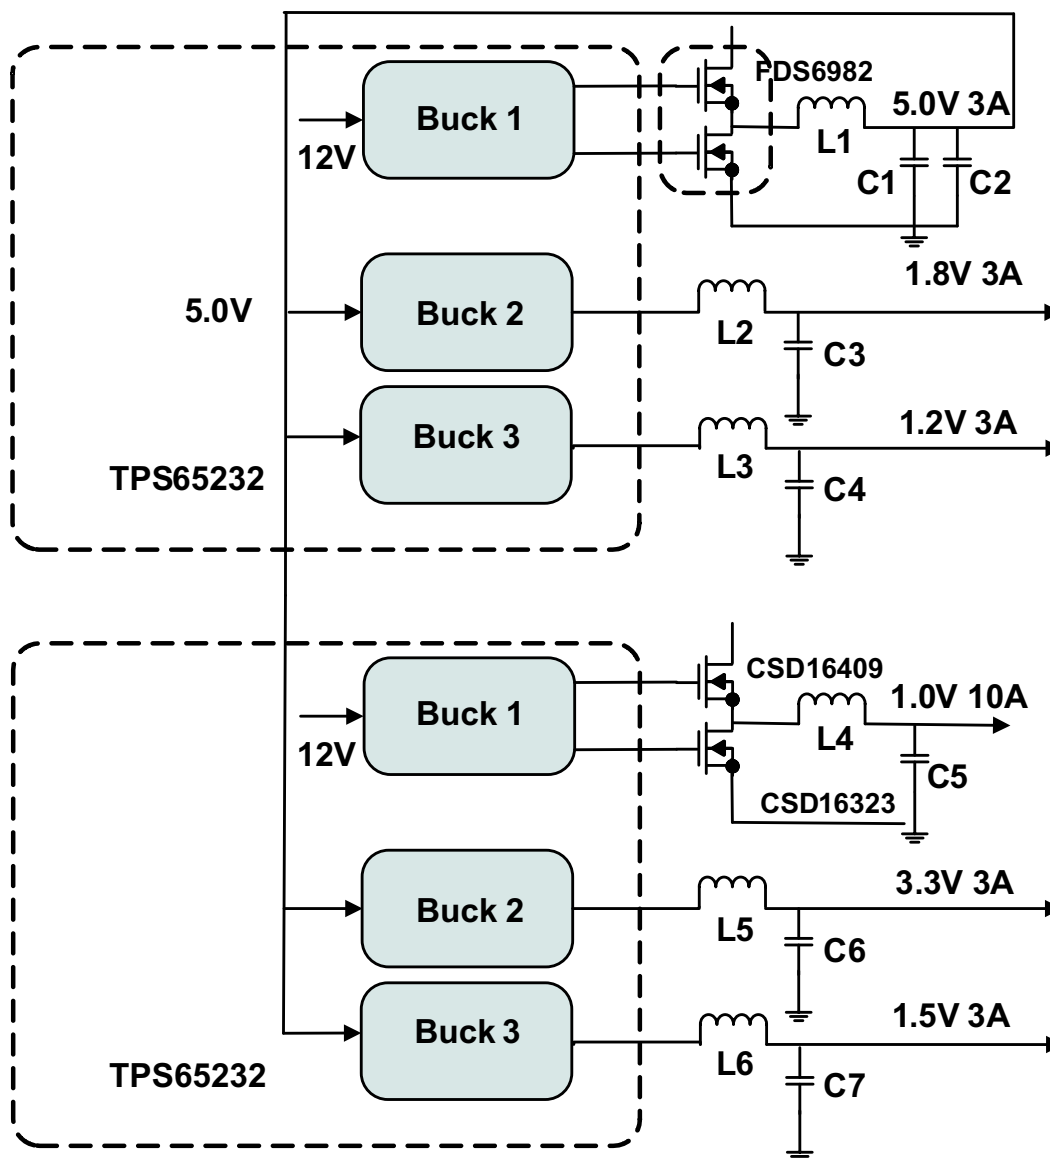 FDS6982
Buck 1
5.0V 3A
12V
L1
C1
C2
1.8V 3A
5.0V
Buck 2
L2
C3
1.2V 3A
Buck 3
L3
TPS65232
C4
CSD16409
1.0V 10A
Buck 1
12V
L4
C5
CSD16323
3.3V 3A
Buck 2
L5
C6
1.5V 3A
Buck 3
L6
TPS65232
C7